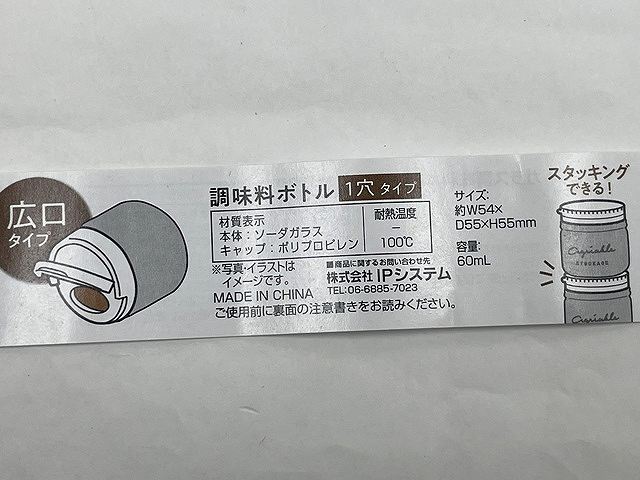 広口
タイプ
調味料ボトル 1穴タイプ
材質表示
本体：ソーダガラス
キャップ：ポリプロピレン
耐熱温度
－
100℃
※写真・イラストは
イメージです。
MADE IN CHINA
■商品に関するお問い合わせ先
株式会社 IPシステム
TEL:06-6885-7023
ご使用前に裏面の注意書きをお読みください。
サイズ:
約W54×
D55×H55mm
容量:
60mL
スタッキング
できる!
STORAGE